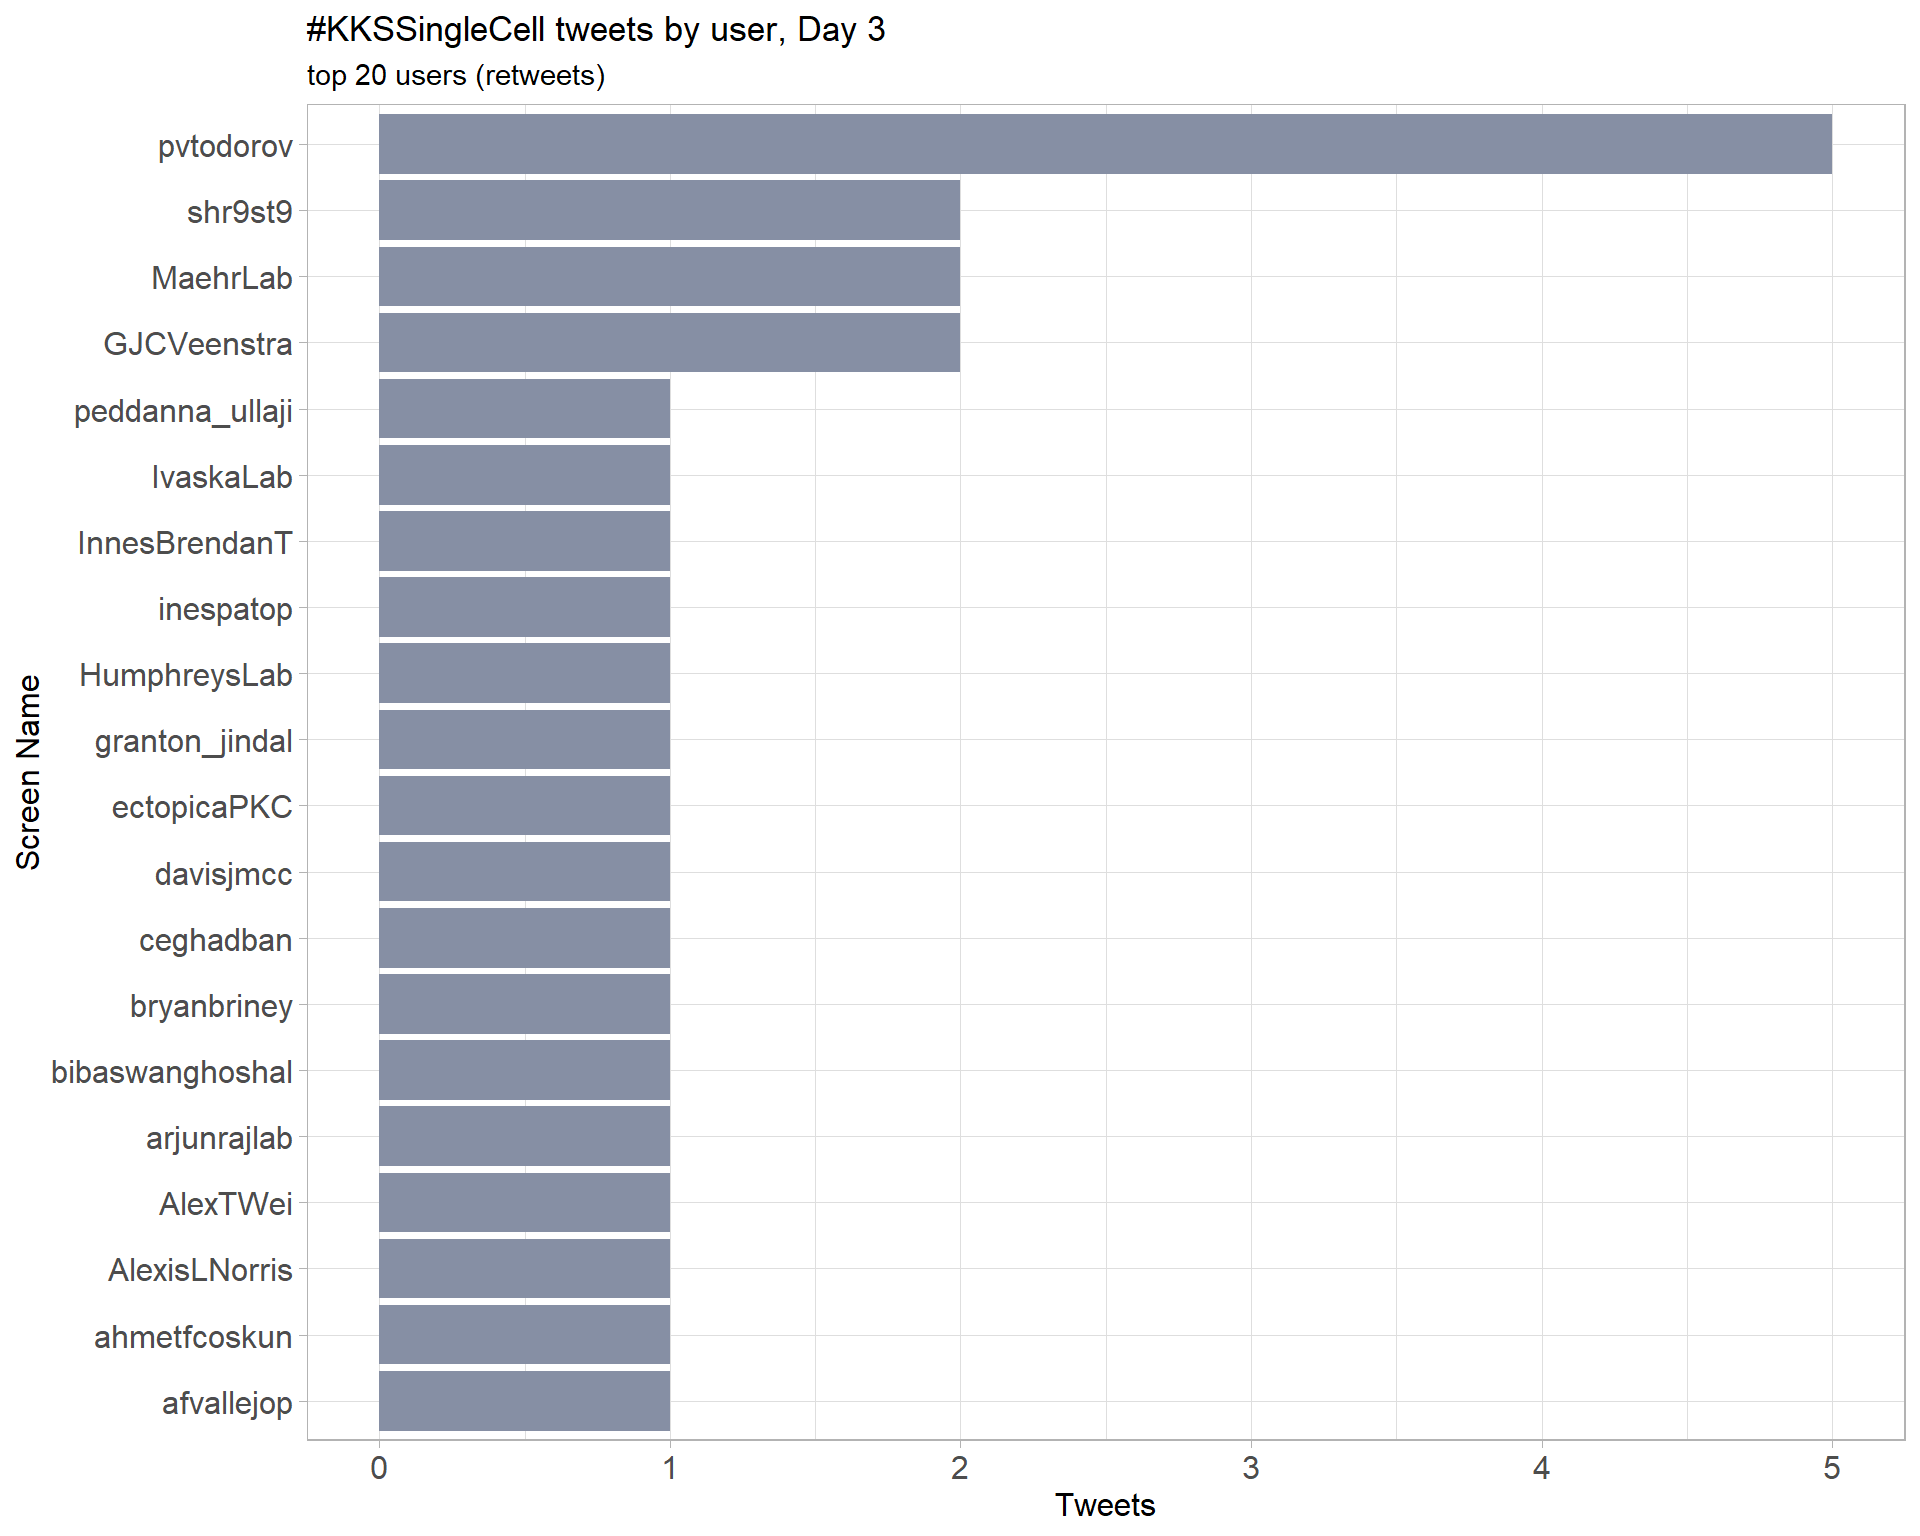 #KKSSingleCell tweets by user, Day 3
top 20 users (retweets)
pvtodorov
shr9st9
MaehrLab
GJCVeenstra
peddanna_ullaji
IvaskaLab
InnesBrendanT
inespatop
HumphreysLab
granton_jindal
ectopicaPKC
davisjmcc
ceghadban
bryanbriney
bibaswanghoshal
arjunrajlab
AlexTWei
AlexisLNorris
ahmetfcoskun
afvallejop
Screen Name
0 1 2 3 4 5
Tweets